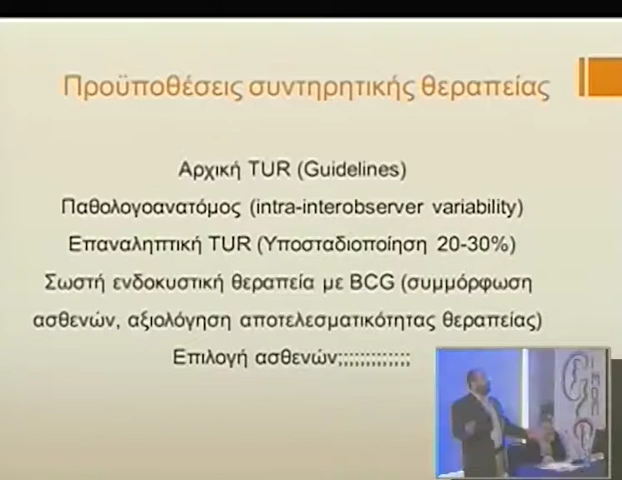 Προϋποθέσεις συντηρητικής θεραπείας
Αρχική TUR (Guidelines)
Παθολογοανατόμος (intra-interobserver variability)
Επαναληπτική TUR (Υποσταδιοποίηση 20-30%)
Σωστή ενδοκυστική θεραπεία με BCG (συμμόρφωση
ασθενών, αξιολόγηση αποτελεσματικότητας θεραπείας)
Επιλογή ασθενών;;;;;;;;;;;;;